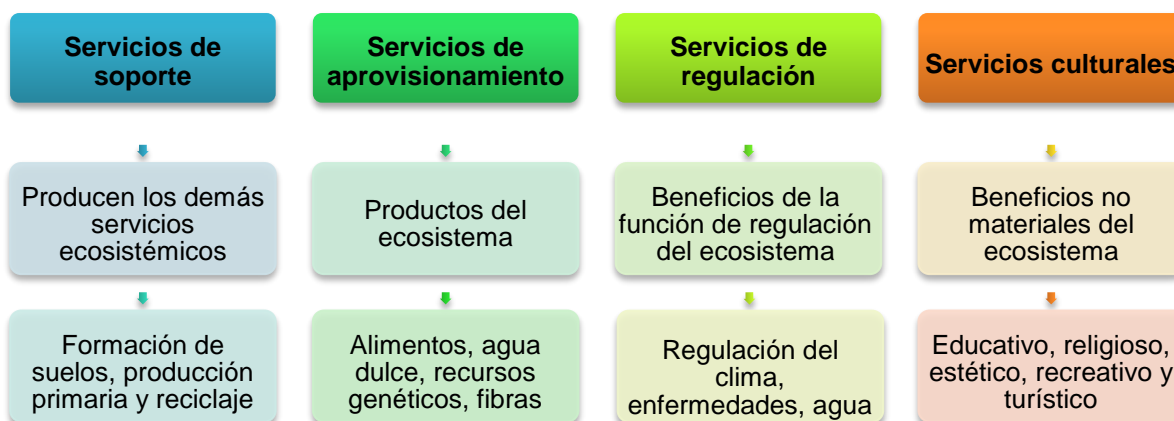 Servicios de
soporte
Servicios de
aprovisionamiento
Servicios de
regulación
Servicios culturales
Producen los demás
servicios
ecosistémicos
Productos del
ecosistema
Beneficios de la
función de regulación
del ecosistema
Beneficios no
materiales del
ecosistema
Formación de
suelos, producción
primaria y reciclaje
Alimentos, agua
dulce, recursos
genéticos, fibras
Regulación del
clima,
enfermedades, agua
Educativo, religioso,
estético, recreativo y
turístico